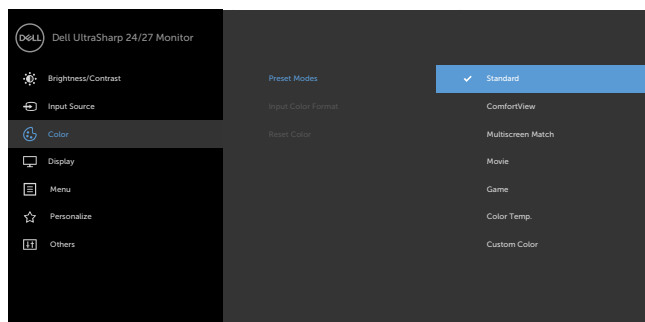 DELL
Dell UltraSharp 24/27 Monitor
Brightness/Contrast
Input Source
Color
Display
Menu
Personalize
Others
Preset Modes
Input Color Format
Reset Color
Standard
ComfortView
Multiscreen Match
Movie
Game
Color Temp.
Custom Color